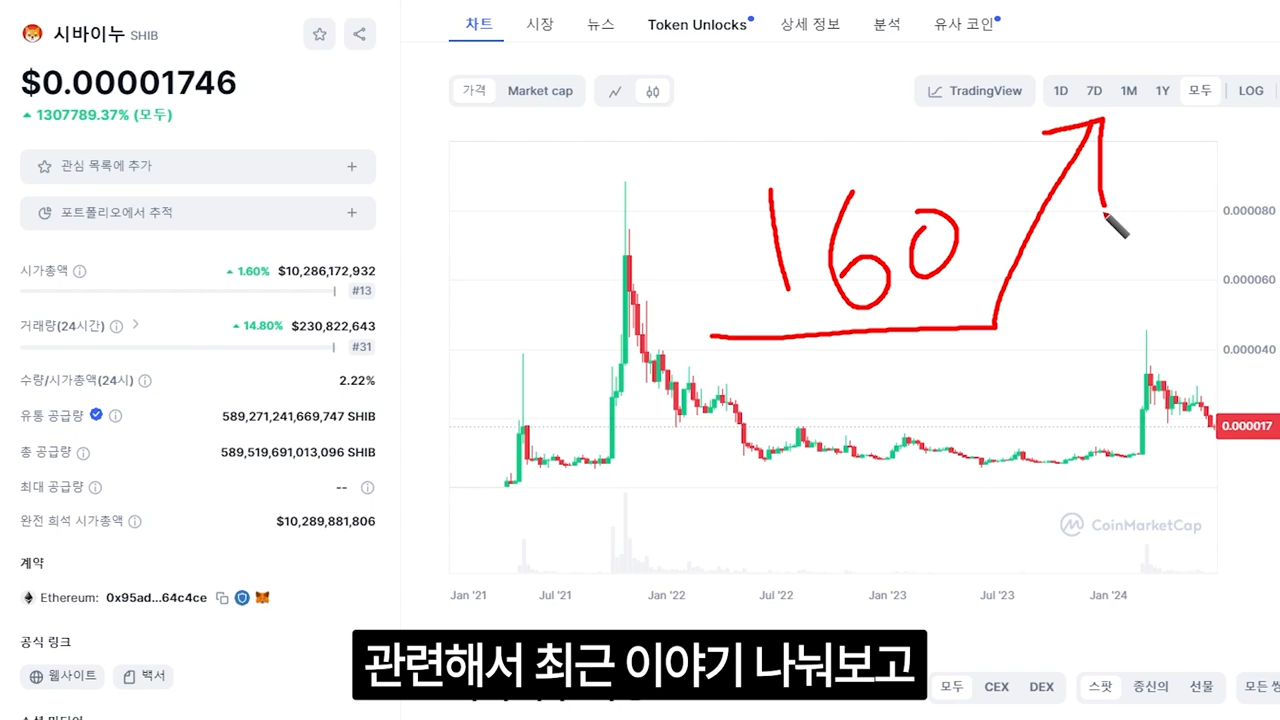 시바이누 SHIB
$0.00001746
1307789.37% (모두)
관심 목록에 추가 +
포트폴리오에서 추적 +
시가총액 1.60% $10,286,172,932
#13
거래량(24시간) 14.80% $230,822,643
#31
수량/시가총액(24시) 2.22%
유통 공급량 589,271,241,669,747 SHIB
총 공급량 589,519,691,013,096 SHIB
최대 공급량 --
완전 희석 시가총액 $10,289,881,806
계약
Ethereum: 0x95ad...64c4ce
공식 링크
웹사이트 백서
차트 시장 뉴스 Token Unlocks 상세 정보 분석 유사 코인
가격 Market cap TradingView 1D 7D 1M 1Y 모두 LOG
160
0.000080
0.000060
0.000040
0.000017
CoinMarketCap
Jan '21 Jul '21 Jan '22 Jul '22 Jan '23 Jul '23 Jan '24
관련해서 최근 이야기 나눠보고
모두 CEX DEX 스팟 중신의 선물 모든